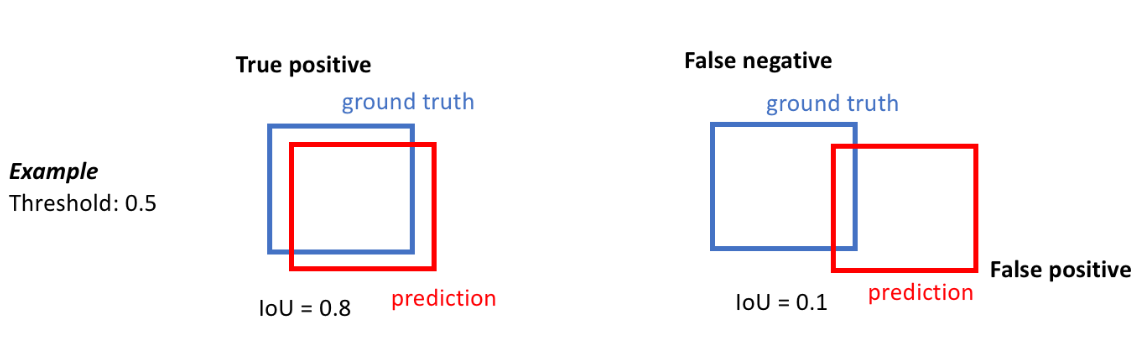 True positive
ground truth
Example
Threshold: 0.5
IoU = 0.8
prediction
False negative
ground truth
False positive
IoU = 0.1
prediction